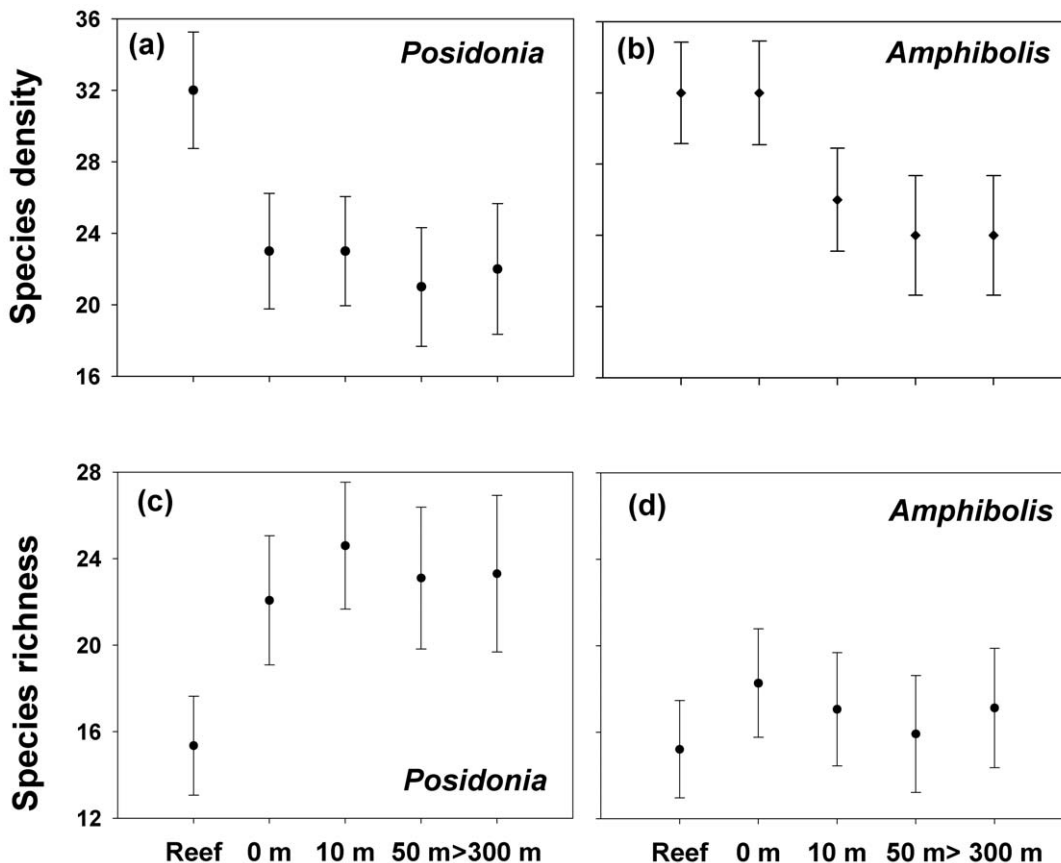 36
32
28
24
20
16
Species density
(a)
Posidonia
(b)
Amphibolis
28
24
20
16
12
Species richness
(c)
Posidonia
(d)
Amphibolis
Reef 0 m 10 m 50 m >300 m
Reef 0 m 10 m 50 m > 300 m